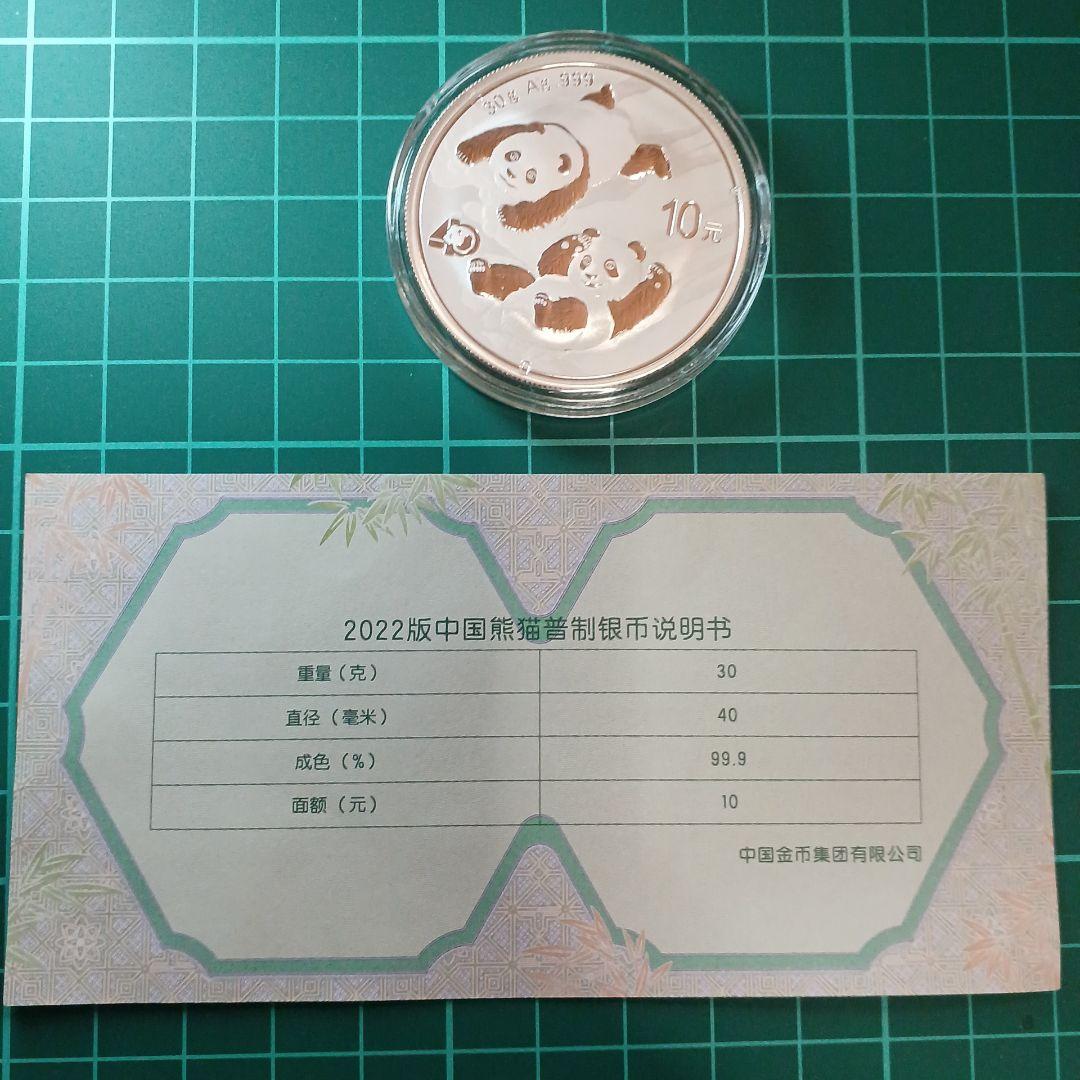 30g Ag 999
10元
2022版中国熊猫普制银币说明书
重量（克） 30
直径（毫米） 40
成色（%） 99.9
面额（元） 10
中国金币集团有限公司